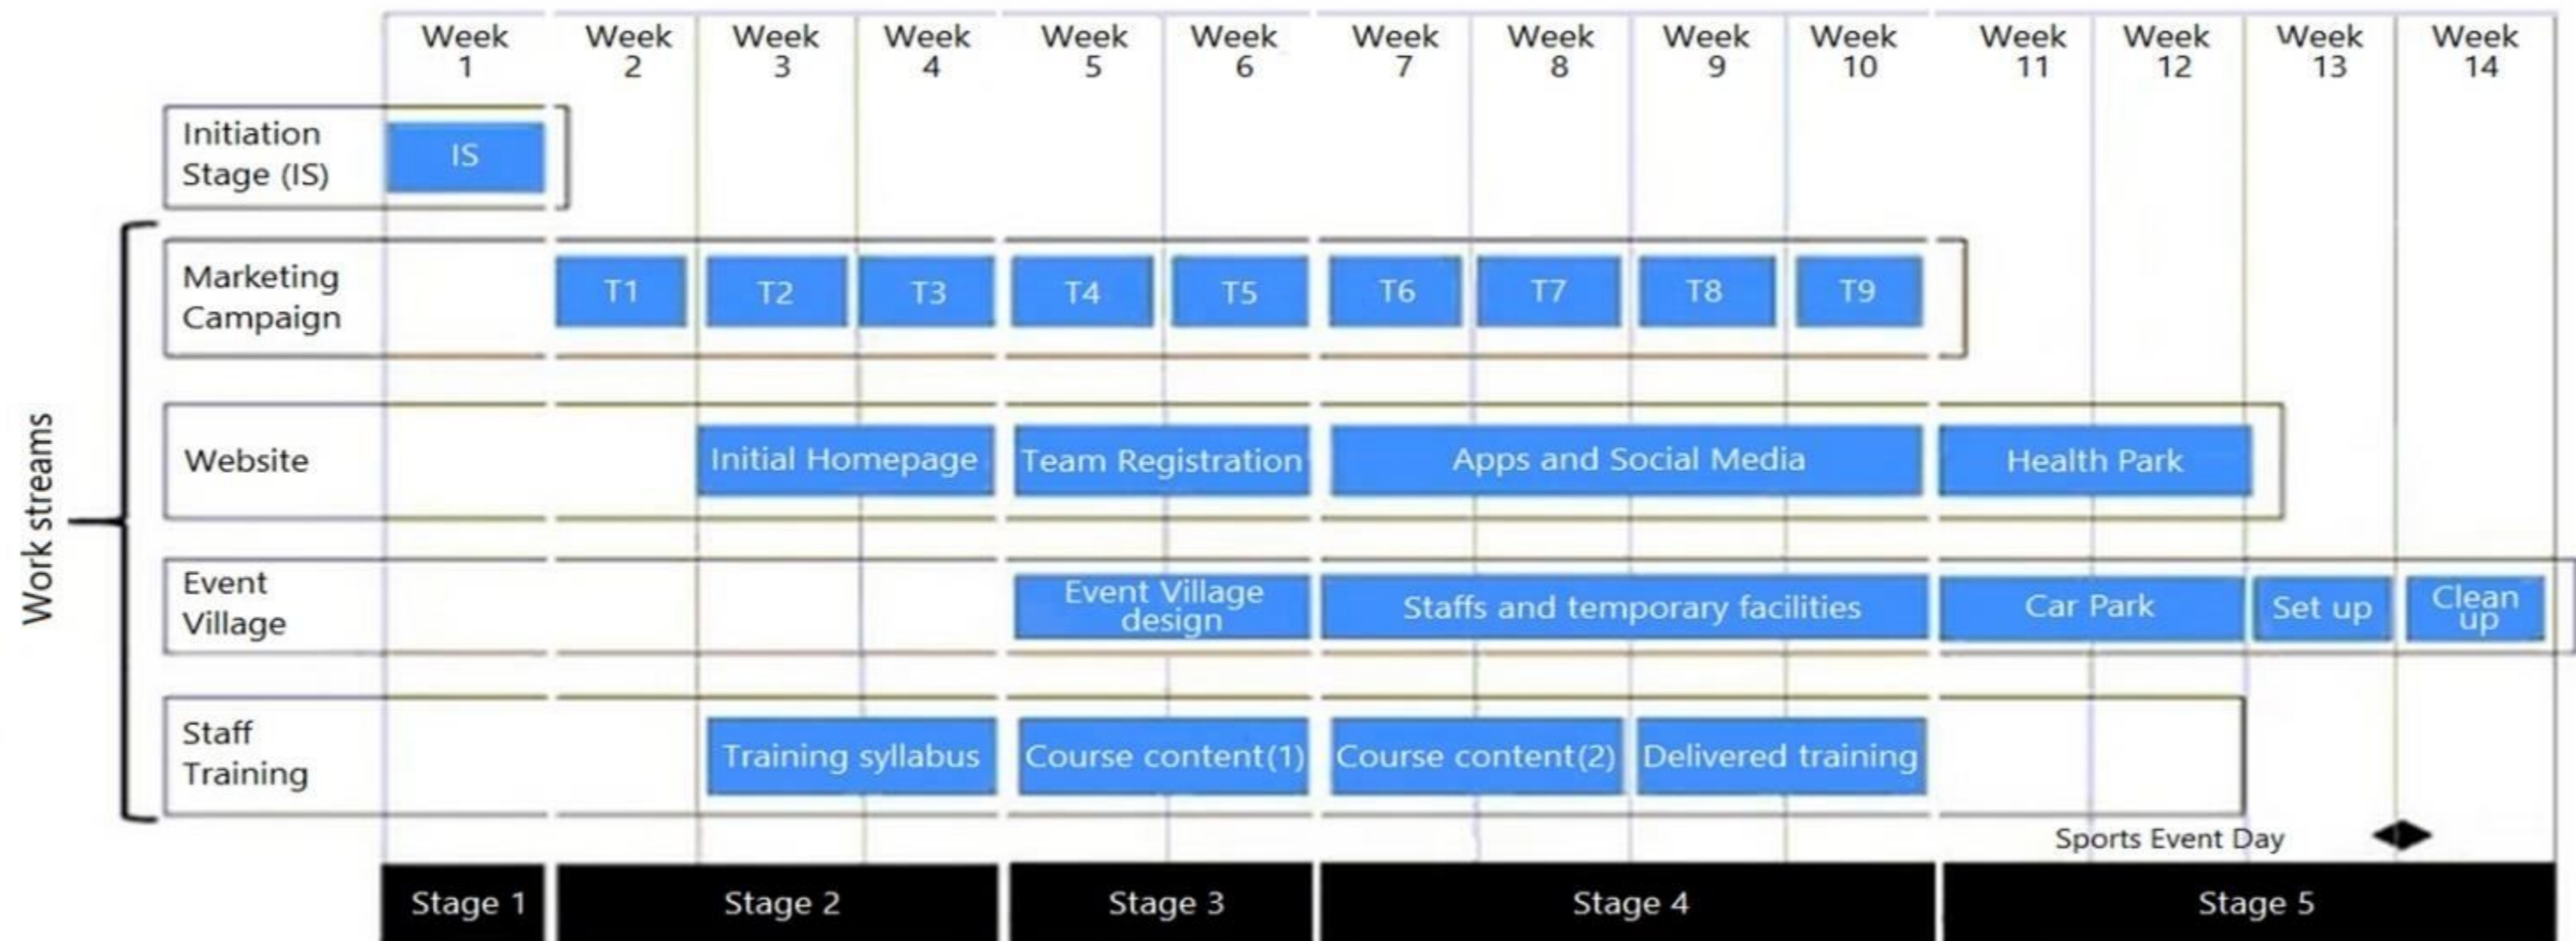 Week Week Week Week Week Week Week Week Week Week Week Week Week Week
1 2 3 4 5 6 7 8 9 10 11 12 13 14
Initiation
Stage (IS)
IS
Work streams
Marketing
Campaign
T1 T2 T3 T4 T5 T6 T7 T8 T9
Website
Initial Homepage Team Registration Apps and Social Media Health Park
Event
Village
Event Village
design
Staffs and temporary facilities
Car Park
Set up
Clean
up
Staff
Training
Training syllabus Course content(1) Course content(2) Delivered training
Sports Event Day
Stage 1 Stage 2 Stage 3 Stage 4 Stage 5